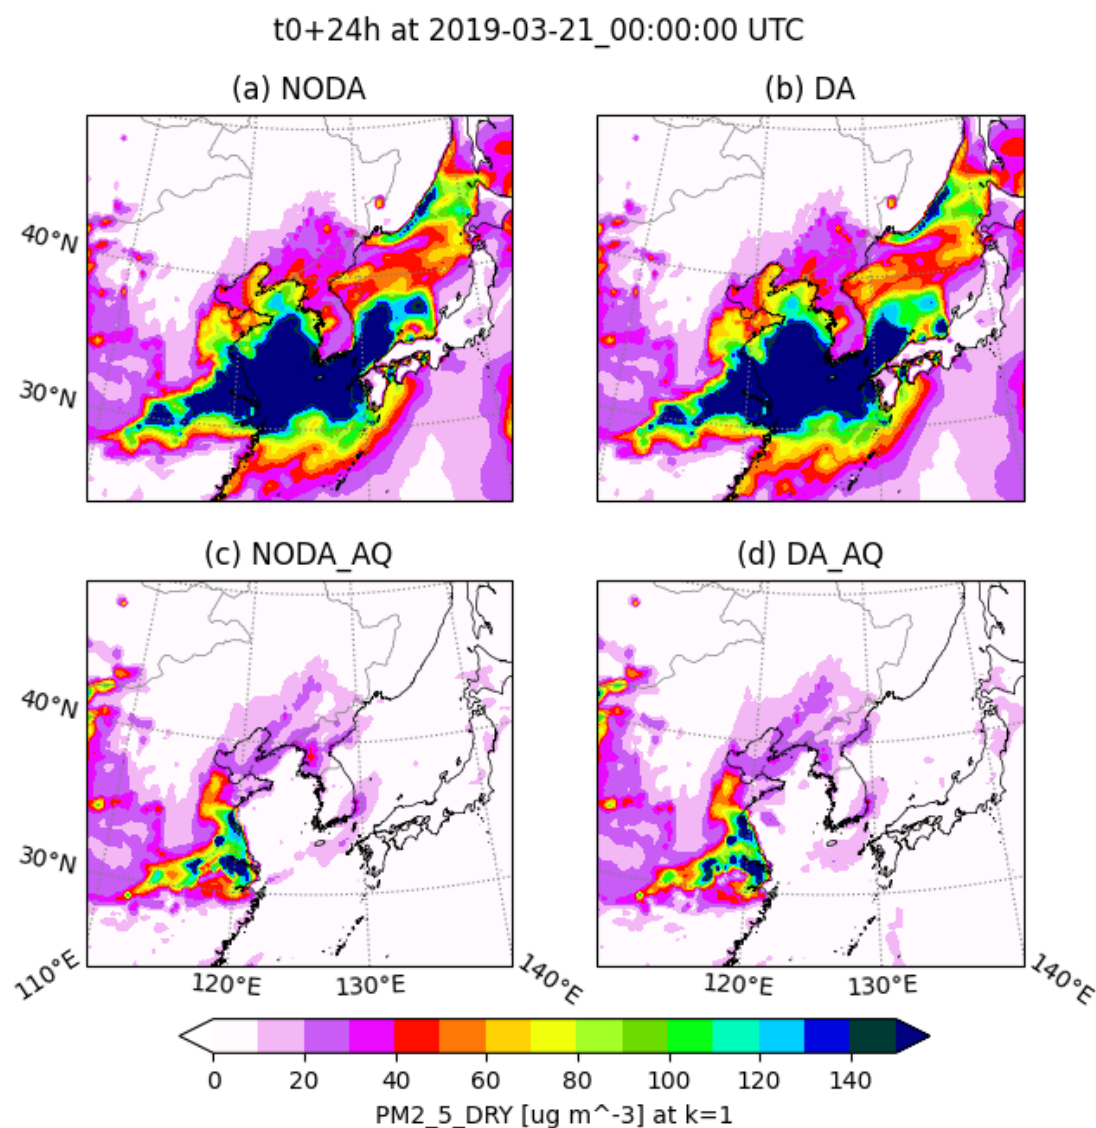 t0+24h at 2019-03-21_00:00:00 UTC
(a) NODA
(b) DA
40°N
30°N
(c) NODA_AQ
(d) DA_AQ
40°N
30°N
110°E
120°E
130°E
140°E
120°E
130°E
140°E
0 20 40 60 80 100 120 140
PM2_5_DRY [ug m^-3] at k=1